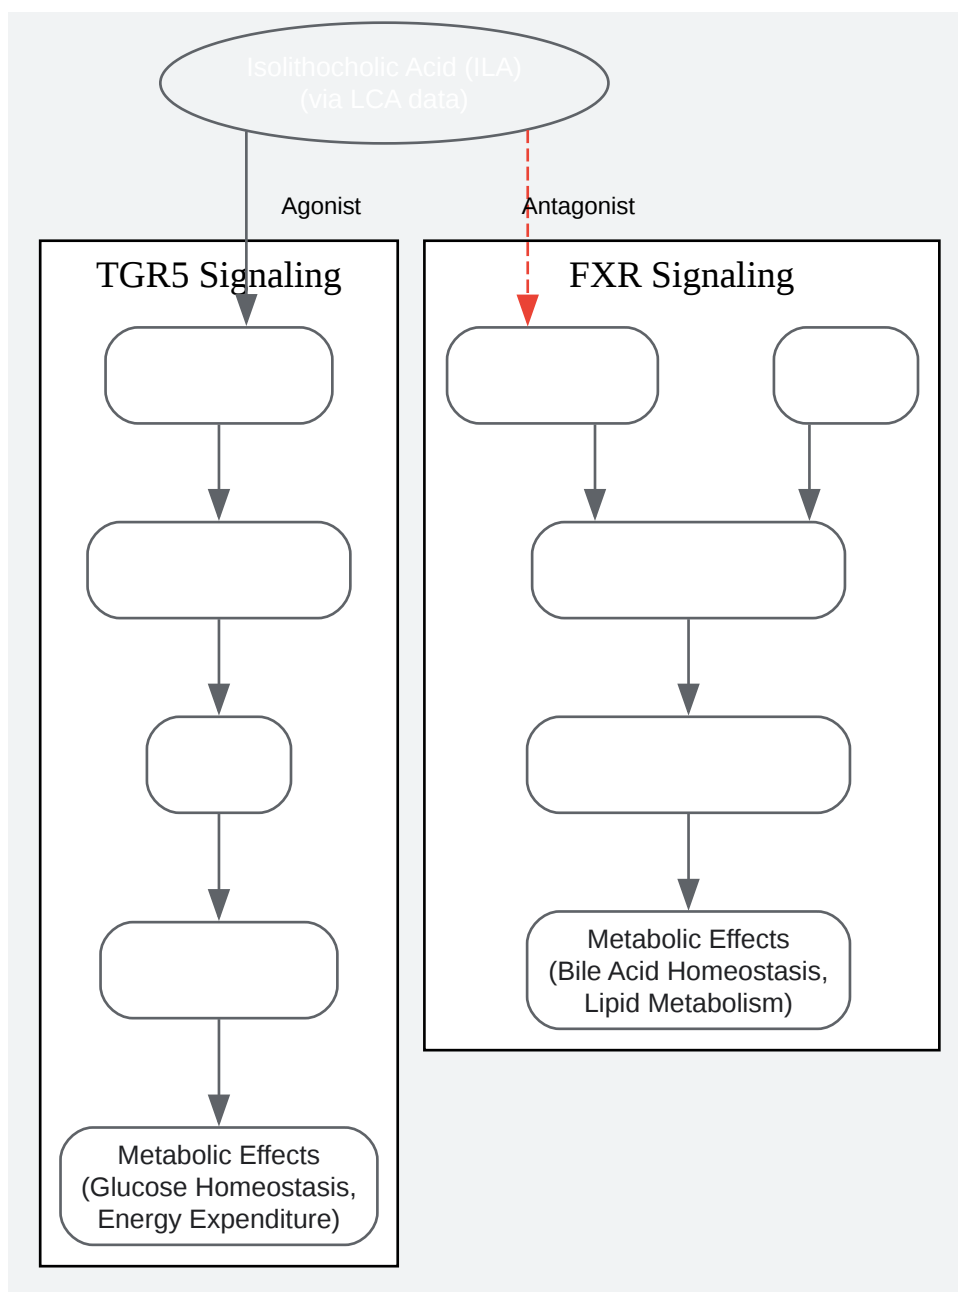 Isolithocholic Acid (ILA)
(via LCA data)
Agonist
Antagonist
TGR5 Signaling
FXR Signaling
Metabolic Effects
(Bile Acid Homeostasis,
Lipid Metabolism)
Metabolic Effects
(Glucose Homeostasis,
Energy Expenditure)